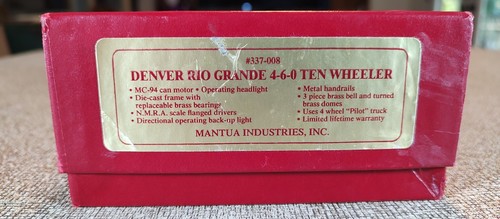 #337-008
DENVER RIO GRANDE 4-6-0 TEN WHEELER
• MC-94 can motor • Operating headlight
• Die-cast frame with
replaceable brass bearings
• N.M.R.A. scale flanged drivers
• Directional operating back-up light
• Metal handrails
• 3 piece brass bell and turned
brass domes
• Uses 4 wheel "Pilot" truck
• Limited lifetime warranty
MANTUA INDUSTRIES, INC.